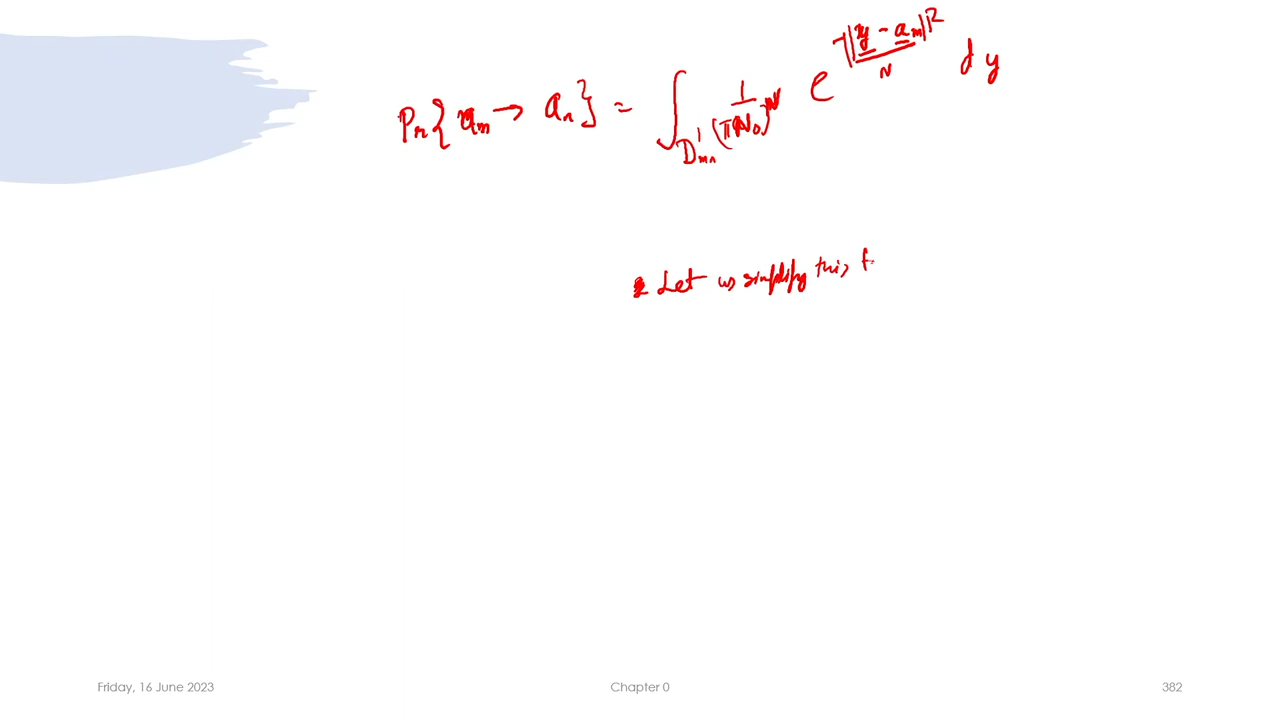 Pr{a_m → a_n} = ∫_{D'_{mn}} 1/(πN_0)^N e^{-||y - a_m||^2/N} dy
Let us simplify this f
Friday, 16 June 2023 Chapter 0 382